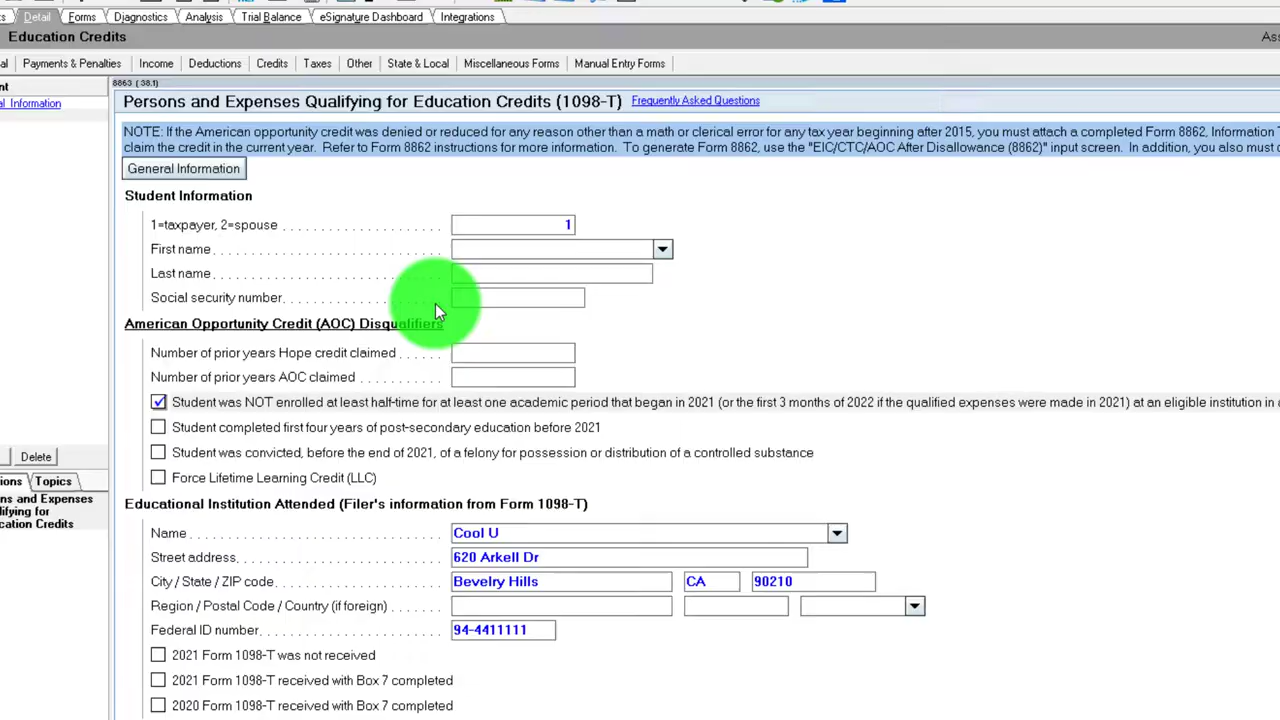 Detail Forms Diagnostics Analysis Trial Balance eSignature Dashboard Integrations
Education Credits
Payments & Penalties Income Deductions Credits Taxes Other State & Local Miscellaneous Forms Manual Entry Forms
8863 (38.1)
Persons and Expenses Qualifying for Education Credits (1098-T) Frequently Asked Questions
NOTE: If the American opportunity credit was denied or reduced for any reason other than a math or clerical error for any tax year beginning after 2015, you must attach a completed Form 8862, Information
claim the credit in the current year. Refer to Form 8862 instructions for more information. To generate Form 8862, use the "EIC/CTC/AOC After Disallowance (8862)" input screen. In addition, you also must
General Information
Student Information
1=taxpayer, 2=spouse 1
First name
Last name
Social security number
American Opportunity Credit (AOC) Disqualifiers
Number of prior years Hope credit claimed
Number of prior years AOC claimed
Student was NOT enrolled at least half-time for at least one academic period that began in 2021 (or the first 3 months of 2022 if the qualified expenses were made in 2021) at an eligible institution in
Student completed first four years of post-secondary education before 2021
Student was convicted, before the end of 2021, of a felony for possession or distribution of a controlled substance
Force Lifetime Learning Credit (LLC)
Educational Institution Attended (Filer's information from Form 1098-T)
Name Cool U
Street address 620 Arkell Dr
City / State / ZIP code Bevelry Hills CA 90210
Region / Postal Code / Country (if foreign)
Federal ID number 94-4411111
2021 Form 1098-T was not received
2021 Form 1098-T received with Box 7 completed
2020 Form 1098-T received with Box 7 completed
Information
Delete
Topics
and Expenses
for
Credits